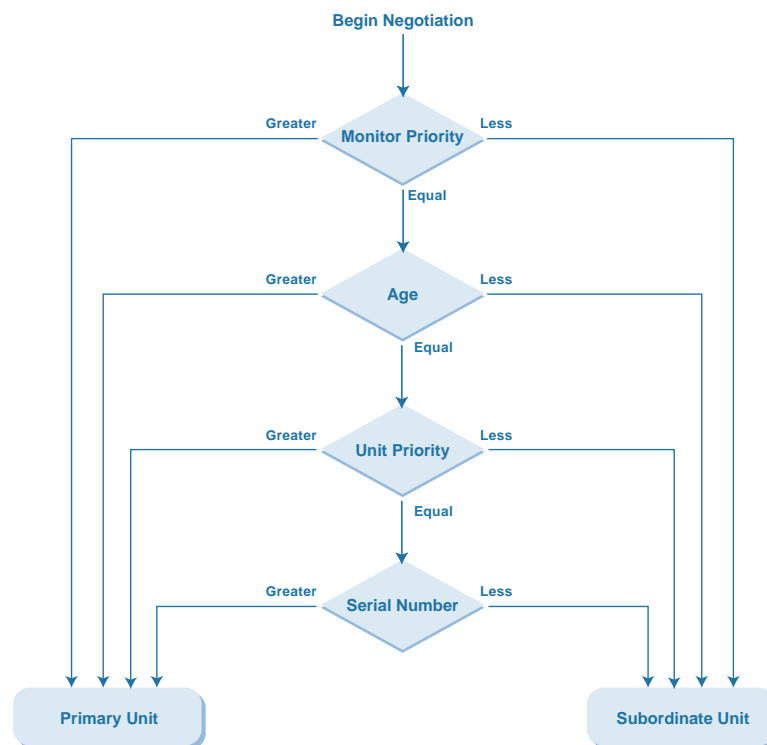 Begin Negotiation
Greater
Less
Monitor Priority
Equal
Greater
Less
Age
Equal
Greater
Less
Unit Priority
Equal
Greater
Less
Serial Number
Primary Unit
Subordinate Unit